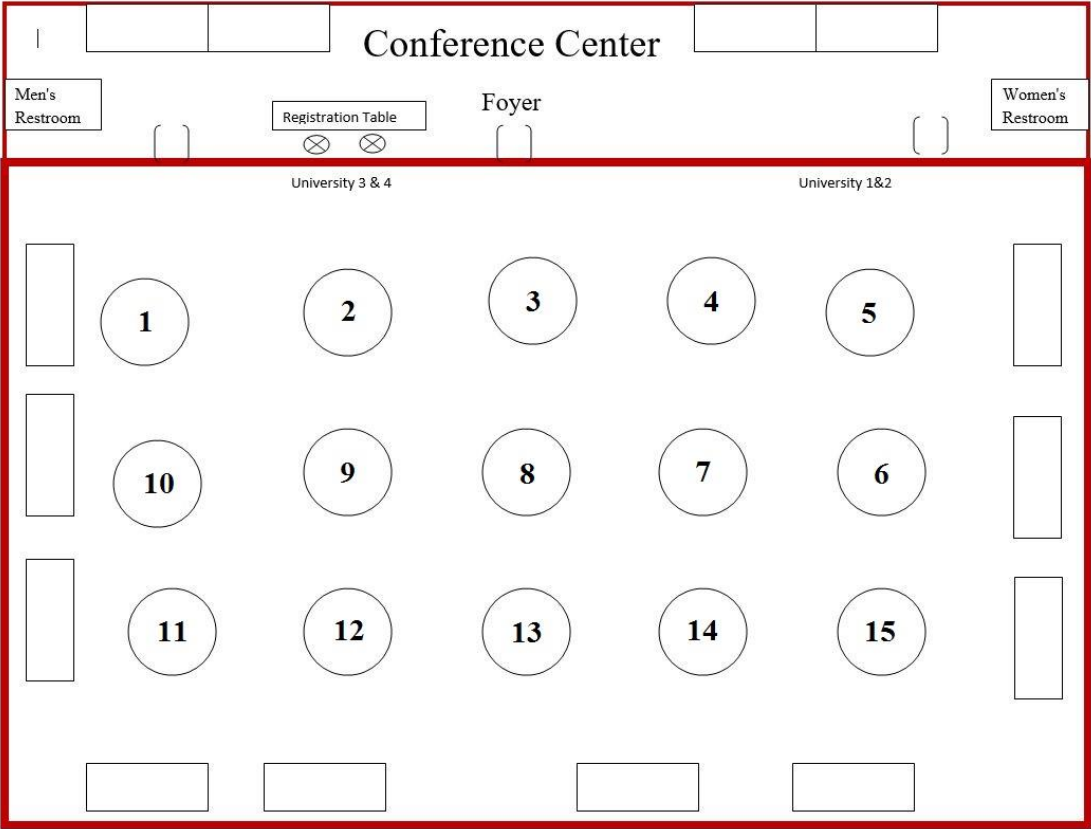 Conference Center
Men's
Restroom
Registration Table
Foyer
Women's
Restroom
University 3 & 4
University 1&2
1
2
3
4
5
10
9
8
7
6
11
12
13
14
15